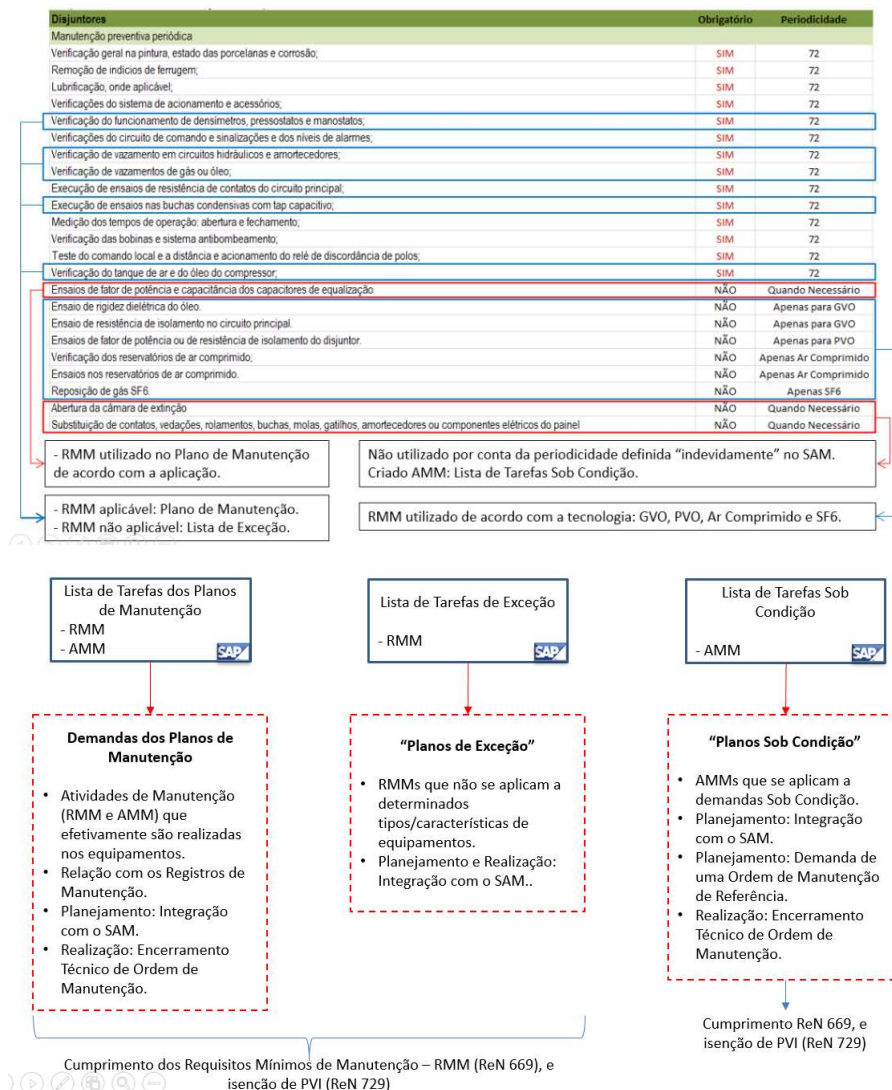 Disjuntores Obrigatório Periodicidade
Manutenção preventiva periódica
Verificação geral na pintura, estado das porcelanas e corrosão; SIM 72
Remoção de indícios de ferrugem; SIM 72
Lubrificação, onde aplicável; SIM 72
Verificações do sistema de acionamento e acessórios; SIM 72
Verificação do funcionamento de densímetros, pressostatos e manostatos; SIM 72
Verificações do circuito de comando e sinalizações e dos níveis de alarmes; SIM 72
Verificação de vazamento em circuitos hidráulicos e amortecedores; SIM 72
Verificação de vazamentos de gás ou óleo; SIM 72
Execução de ensaios de resistência de contatos do circuito principal; SIM 72
Execução de ensaios nas buchas condensivas com tap capacitivo; SIM 72
Medição dos tempos de operação: abertura e fechamento; SIM 72
Verificação das bobinas e sistema antibombeamento; SIM 72
Teste do comando local e a distância e acionamento do relé de discordância de polos; SIM 72
Verificação do tanque de ar e do óleo do compressor; SIM 72
Ensaios de fator de potência e capacitância dos capacitores de equalização NÃO Quando Necessário
Ensaio de rigidez dielétrica do óleo. NÃO Apenas para GVO
Ensaio de resistência de isolamento no circuito principal. NÃO Apenas para GVO
Ensaios de fator de potência ou de resistência de isolamento do disjuntor. NÃO Apenas para PVO
Verificação dos reservatórios de ar comprimido; NÃO Apenas Ar Comprimido
Ensaios nos reservatórios de ar comprimido. NÃO Apenas Ar Comprimido
Reposição de gás SF6. NÃO Apenas SF6
Abertura da câmara de extinção NÃO Quando Necessário
Substituição de contatos, vedações, rolamentos, buchas, molas, gatilhos, amortecedores ou componentes elétricos do painel NÃO Quando Necessário
- RMM utilizado no Plano de Manutenção
de acordo com a aplicação.
Não utilizado por conta da periodicidade definida “indevidamente” no SAM.
Criado AMM: Lista de Tarefas Sob Condição.
- RMM aplicável: Plano de Manutenção.
- RMM não aplicável: Lista de Exceção.
RMM utilizado de acordo com a tecnologia: GVO, PVO, Ar Comprimido e SF6.
Lista de Tarefas dos Planos
de Manutenção
- RMM
- AMM
SAP
Lista de Tarefas de Exceção
- RMM
SAP
Lista de Tarefas Sob
Condição
- AMM
SAP
Demandas dos Planos de
Manutenção
• Atividades de Manutenção
(RMM e AMM) que
efetivamente são realizadas
nos equipamentos.
• Relação com os Registros de
Manutenção.
• Planejamento: Integração
com o SAM.
• Realização: Encerramento
Técnico de Ordem de
Manutenção.
“Planos de Exceção”
• RMMs que não se aplicam a
determinados
tipos/características de
equipamentos.
• Planejamento e Realização:
Integração com o SAM..
“Planos Sob Condição”
• AMMs que se aplicam a
demandas Sob Condição.
• Planejamento: Integração
com o SAM.
• Planejamento: Demanda de
uma Ordem de Manutenção
de Referência.
• Realização: Encerramento
Técnico de Ordem de
Manutenção.
Cumprimento ReN 669, e
isenção de PVI (ReN 729)
Cumprimento dos Requisitos Mínimos de Manutenção – RMM (ReN 669), e
isenção de PVI (ReN 729)